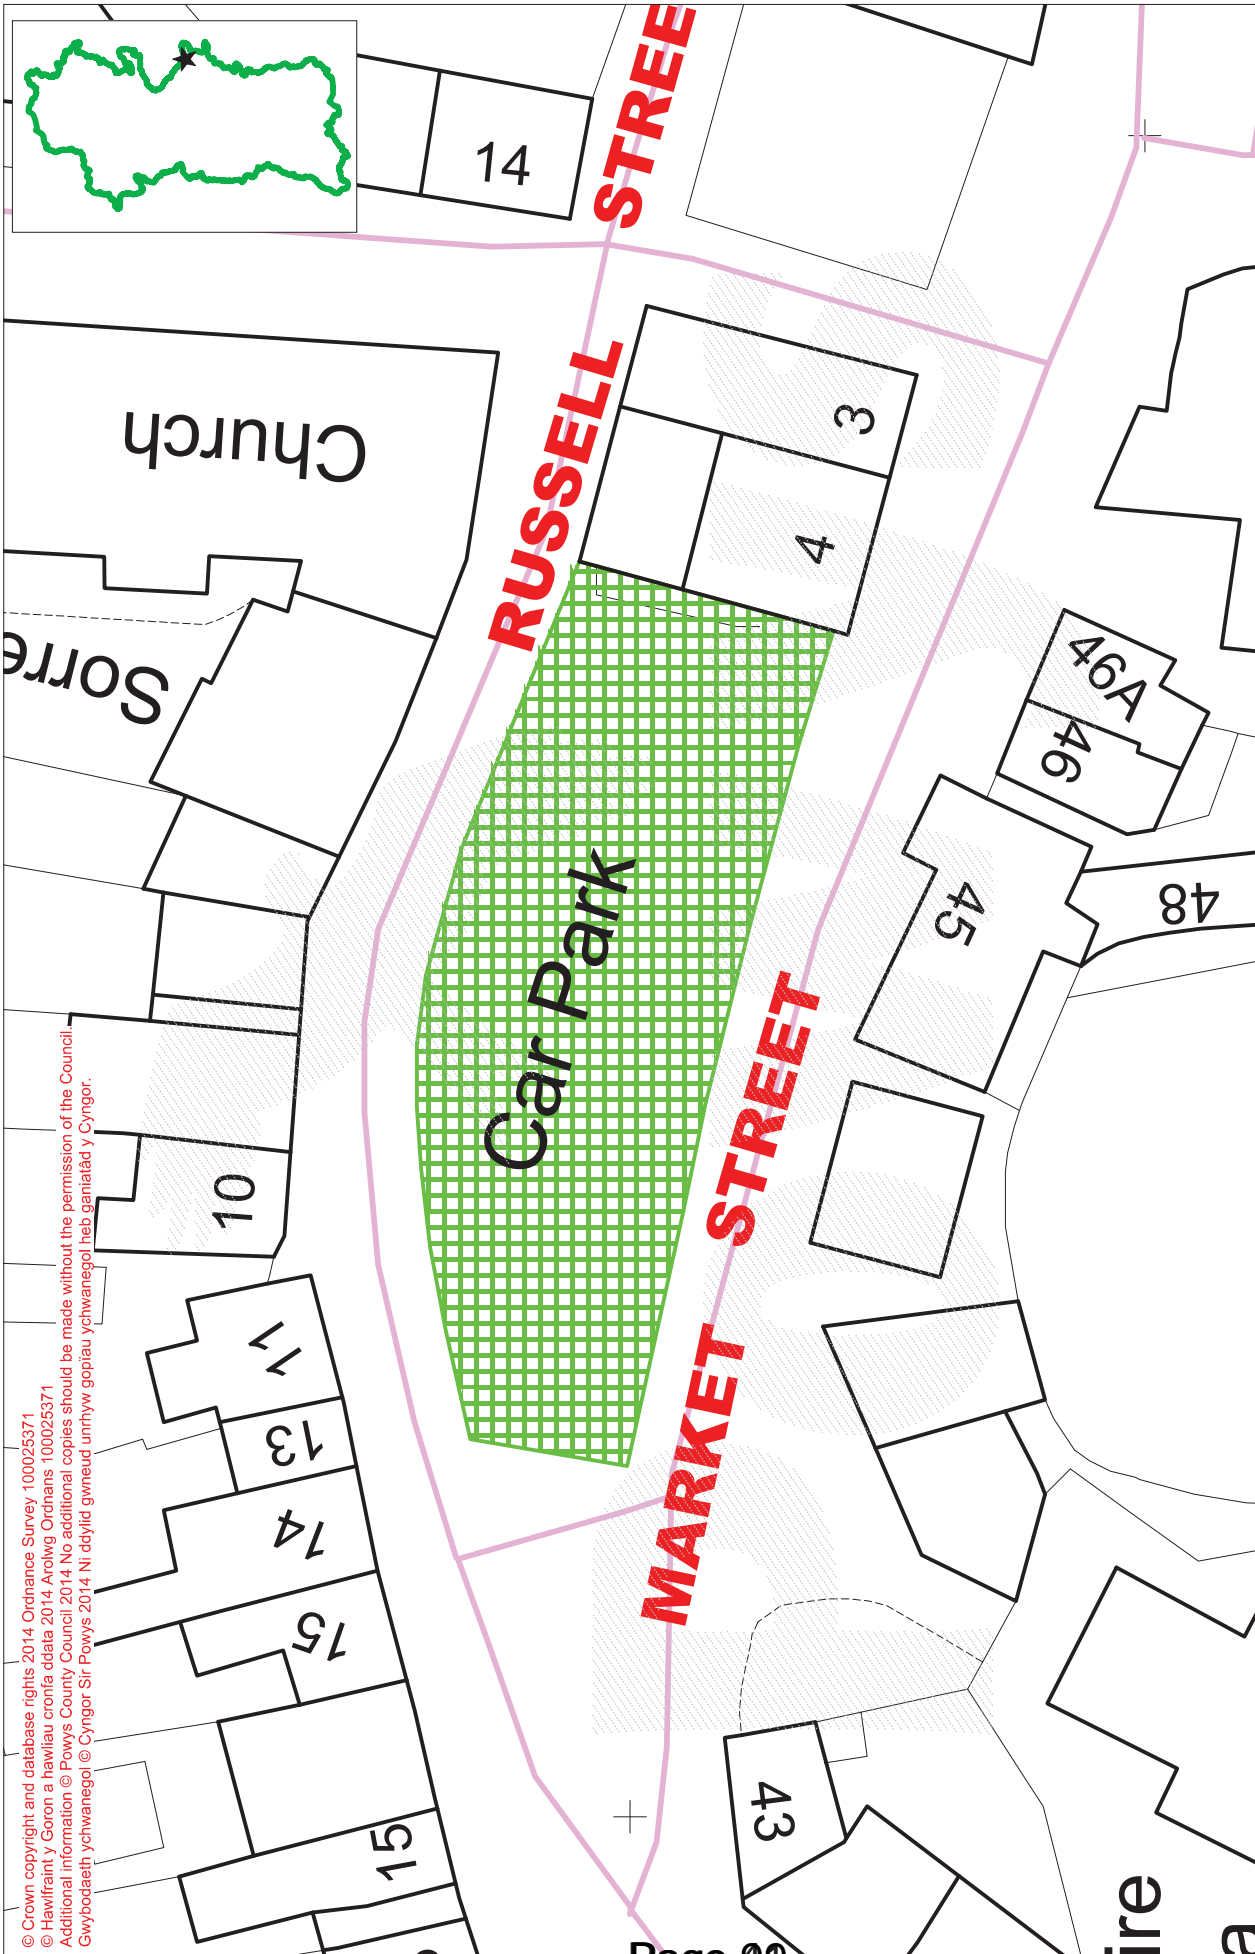 14
RUSSELL STREE
Church
3
4
Sorre
46A
46
45
48
Car Park
MARKET STREET
10
11
13
14
15
15
43
ire
© Crown copyright and database rights 2014 Ordnance Survey 100025371
© Hawlfraint y Goron a hawliau cronfa ddata 2014 Arolwg Ordnans 100025371
Additional information © Powys County Council 2014 No additional copies should be made without the permission of the Council.
Gwybodaeth ychwanegol © Cyngor Sir Powys 2014 Ni ddylid gwneud unrhyw gopïau ychwanegol heb ganiatâd y Cyngor.
Page